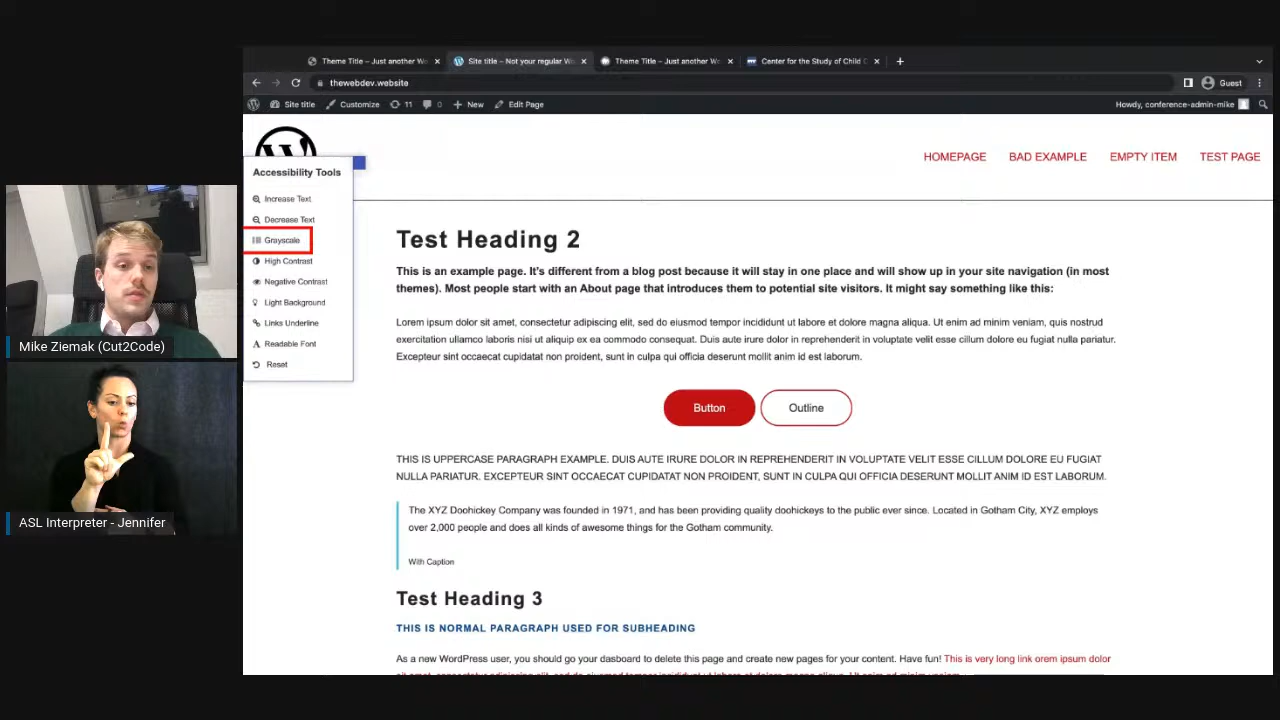 Theme Title – Just another We
Site title – Not your regular Wo
Theme Title – Just another We
Center for the Study of Child C
thewebdev.website
Guest
Site title
Customize
11
0
New
Edit Page
Howdy, conference-admin-mike
HOMEPAGE
BAD EXAMPLE
EMPTY ITEM
TEST PAGE
Accessibility Tools
Increase Text
Decrease Text
Grayscale
High Contrast
Negative Contrast
Light Background
Links Underline
Readable Font
Reset
Test Heading 2
This is an example page. It's different from a blog post because it will stay in one place and will show up in your site navigation (in most
themes). Most people start with an About page that introduces them to potential site visitors. It might say something like this:
Lorem ipsum dolor sit amet, consectetur adipiscing elit, sed do eiusmod tempor incididunt ut labore et dolore magna aliqua. Ut enim ad minim veniam, quis nostrud
exercitation ullamco laboris nisi ut aliquip ex ea commodo consequat. Duis aute irure dolor in reprehenderit in voluptate velit esse cillum dolore eu fugiat nulla pariatur.
Excepteur sint occaecat cupidatat non proident, sunt in culpa qui officia deserunt mollit anim id est laborum.
Button
Outline
THIS IS UPPERCASE PARAGRAPH EXAMPLE. DUIS AUTE IRURE DOLOR IN REPREHENDERIT IN VOLUPTATE VELIT ESSE CILLUM DOLORE EU FUGIAT
NULLA PARIATUR. EXCEPTEUR SINT OCCAECAT CUPIDATAT NON PROIDENT, SUNT IN CULPA QUI OFFICIA DESERUNT MOLLIT ANIM ID EST LABORUM.
The XYZ Doohickey Company was founded in 1971, and has been providing quality doohickeys to the public ever since. Located in Gotham City, XYZ employs
over 2,000 people and does all kinds of awesome things for the Gotham community.
With Caption
Test Heading 3
THIS IS NORMAL PARAGRAPH USED FOR SUBHEADING
As a new WordPress user, you should go your dasboard to delete this page and create new pages for your content. Have fun! This is very long link orem ipsum dolor
Mike Ziemak (Cut2Code)
ASL Interpreter - Jennifer